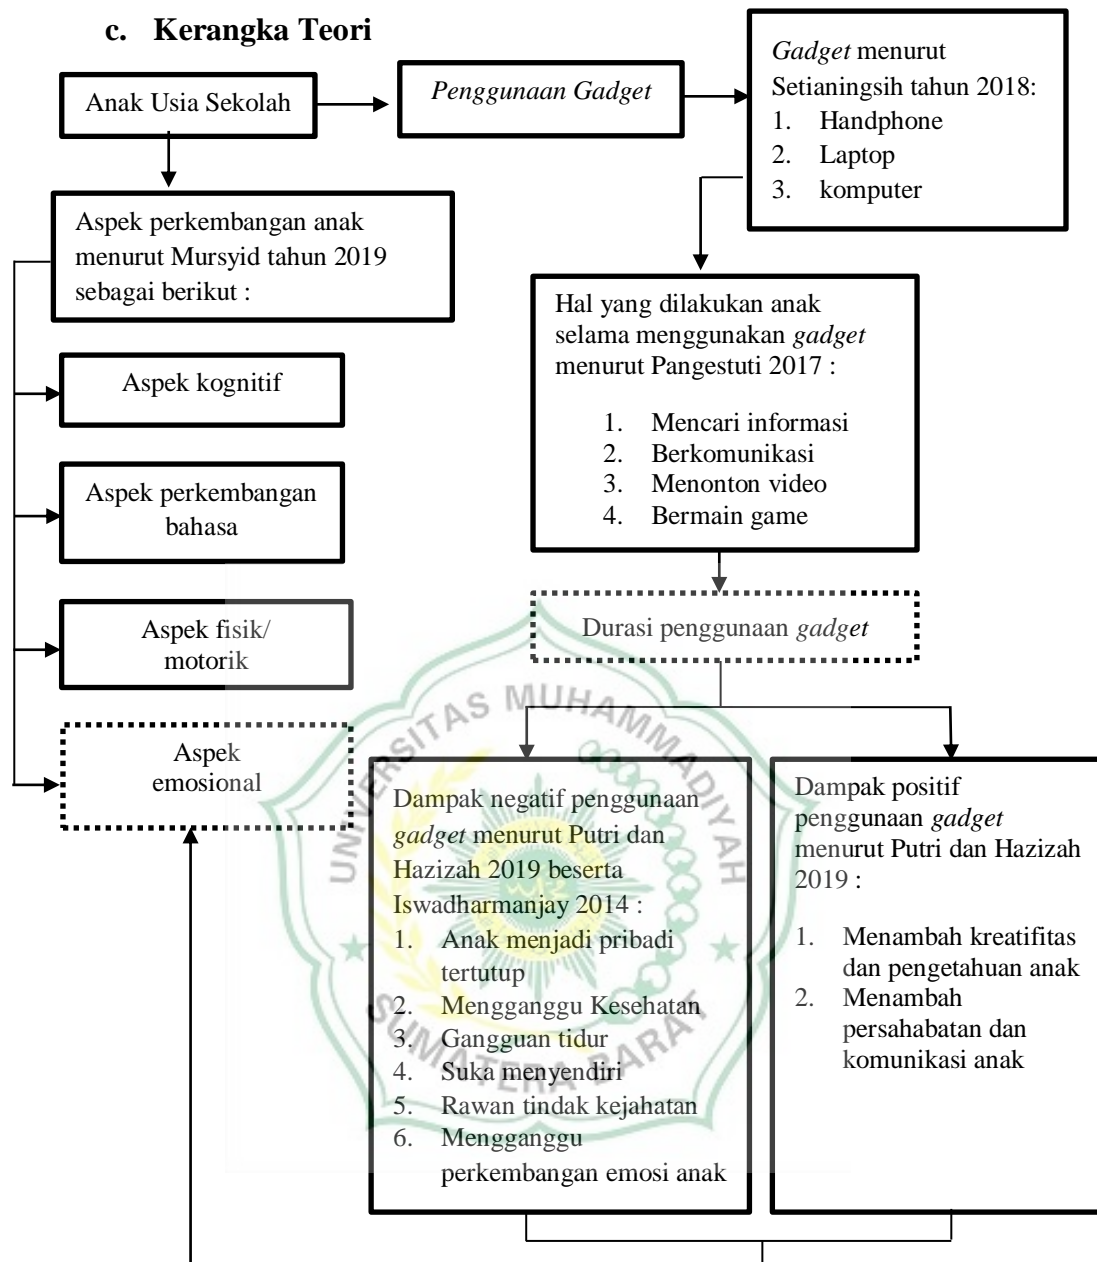 c. Kerangka Teori
Anak Usia Sekolah
Penggunaan Gadget
Gadget menurut
Setianingsih tahun 2018:
1. Handphone
2. Laptop
3. komputer
Aspek perkembangan anak
menurut Mursyid tahun 2019
sebagai berikut :
Aspek kognitif
Aspek perkembangan
bahasa
Aspek fisik/
motorik
Aspek
emosional
Hal yang dilakukan anak
selama menggunakan gadget
menurut Pangestuti 2017 :
1. Mencari informasi
2. Berkomunikasi
3. Menonton video
4. Bermain game
Durasi penggunaan gadget
Dampak negatif penggunaan
gadget menurut Putri dan
Hazizah 2019 beserta
Iswadharmanjay 2014 :
1. Anak menjadi pribadi
tertutup
2. Mengganggu Kesehatan
3. Gangguan tidur
4. Suka menyendiri
5. Rawan tindak kejahatan
6. Mengganggu
perkembangan emosi anak
Dampak positif
penggunaan gadget
menurut Putri dan Hazizah
2019 :
1. Menambah kreatifitas
dan pengetahuan anak
2. Menambah
persahabatan dan
komunikasi anak
UNIVERSITAS MUHAMMADIYAH
SUMATERA BARAT